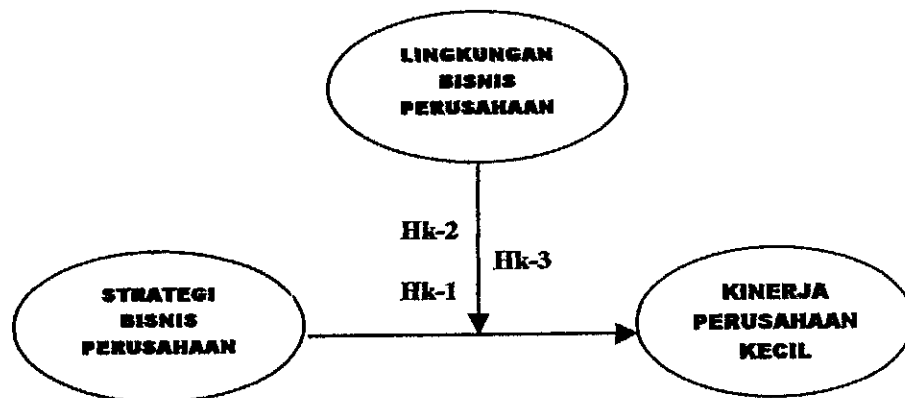 LINGKUNGAN
BISNIS
PERUSAHAAN
Hk-2
Hk-3
Hk-1
STRATEGI
BISNIS
PERUSAHAAN
KINERJA
PERUSAHAAN
KECIL